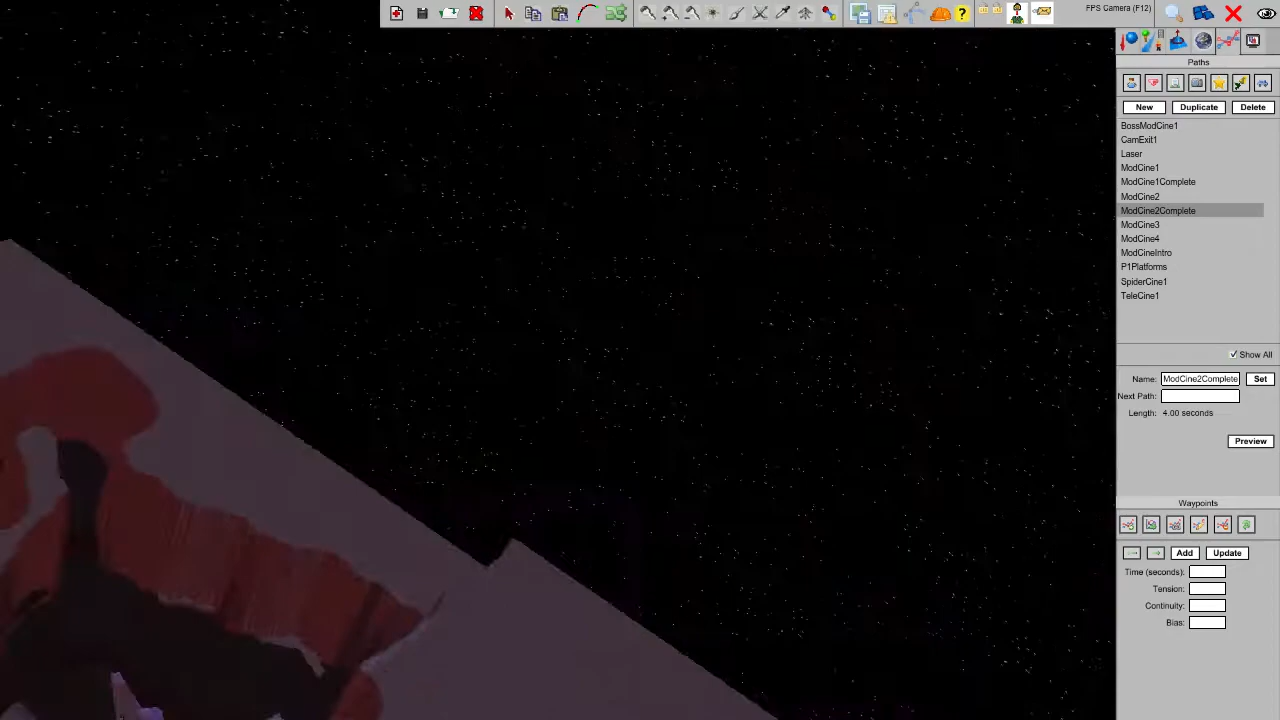 FPS Camera (F12)
Paths
New
Duplicate
Delete
BossModCine1
CamExit1
Laser
ModCine1
ModCine1Complete
ModCine2
ModCine2Complete
ModCine3
ModCine4
ModCineIntro
P1Platforms
SpiderCine1
TeleCine1
Show All
Name: ModCine2Complete Set
Next Path:
Length: 4.00 seconds
Preview
Waypoints
Add Update
Time (seconds):
Tension:
Continuity:
Bias: